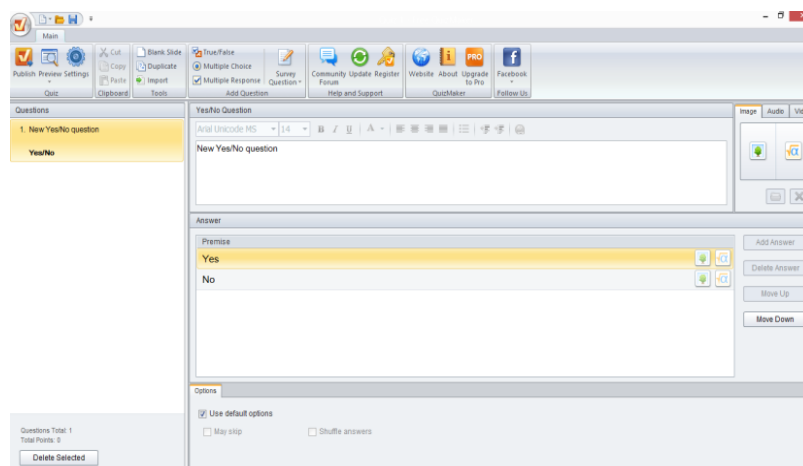 Main
Publish Preview Settings
Quiz
Cut
Copy
Paste
Clipboard
Blank Slide
Duplicate
Import
Tools
True/False
Multiple Choice
Multiple Response
Survey
Question
Add Question
Community Update Register
Forum
Help and Support
Website About Upgrade
to Pro
PRO
QuizMaker
Facebook
Follow Us
Questions
1. New Yes/No question
Yes/No
Questions Total: 1
Total Points: 0
Delete Selected
Yes/No Question
Arial Unicode MS 14 B I U A
New Yes/No question
Image Audio
Answer
Premise
Yes
No
Add Answer
Delete Answer
Move Up
Move Down
Options
Use default options
May skip Shuffle answers